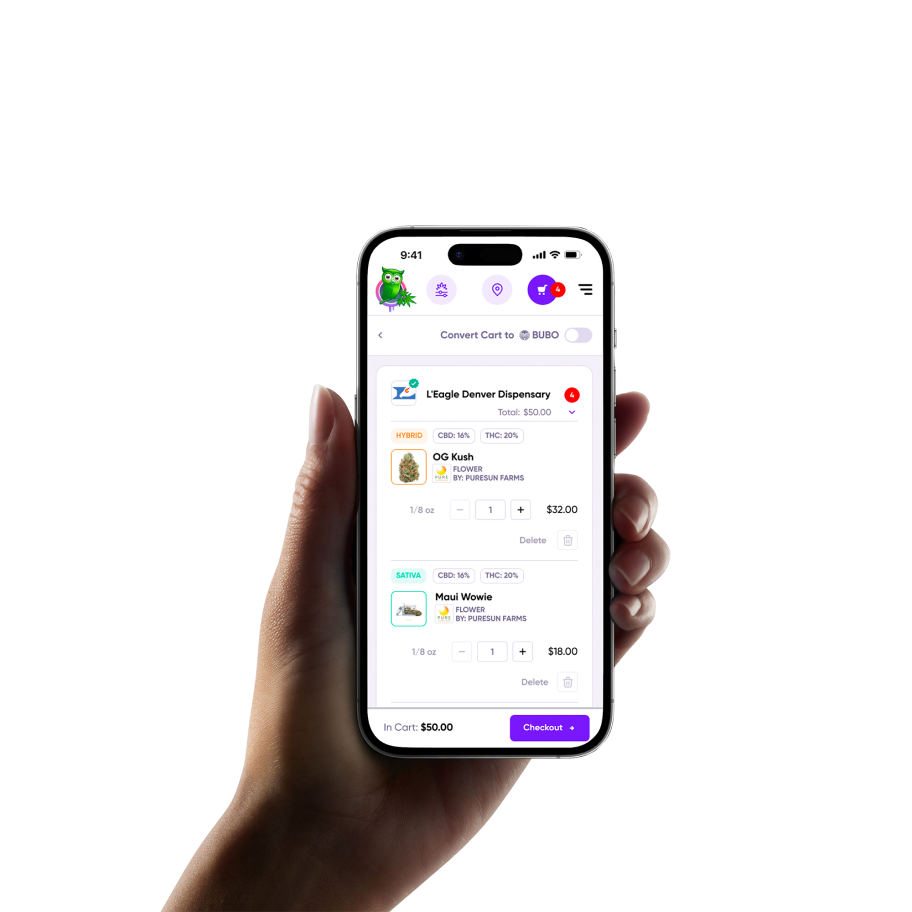 9:41
4
Convert Cart to BUBO
L'Eagle Denver Dispensary
4
Total: $50.00
HYBRID CBD: 16% THC: 20%
OG Kush
PURE FLOWER
BY: PURESUN FARMS
1/8 oz − 1 + $32.00
Delete
SATIVA CBD: 16% THC: 20%
Maui Wowie
PURE FLOWER
BY: PURESUN FARMS
1/8 oz − 1 + $18.00
Delete
In Cart: $50.00 Checkout →